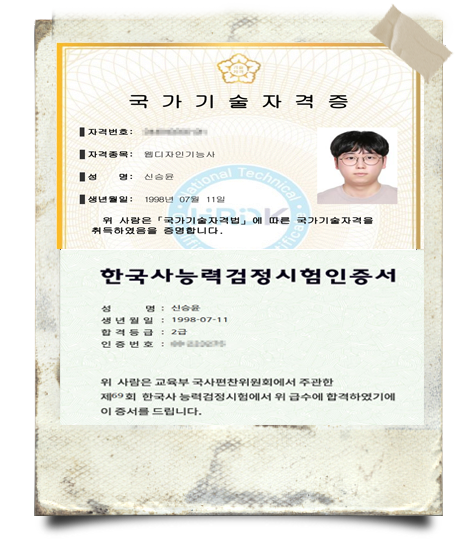 국가기술자격증
자격번호:
자격종목: 웹디자인기능사
성 명: 신승윤
생년월일: 1998년 07월 11일
위 사람은「국가기술자격법」에 따른 국가기술자격을
취득하였음을 증명합니다.
National Technical
한국사능력검정시험인증서
성 명 : 신승윤
생년월일 : 1998-07-11
합격등급 : 2급
인증번호 :
위 사람은 교육부 국사편찬위원회에서 주관한
제69회 한국사 능력검정시험에서 위 급수에 합격하였기에
이 증서를 드립니다.